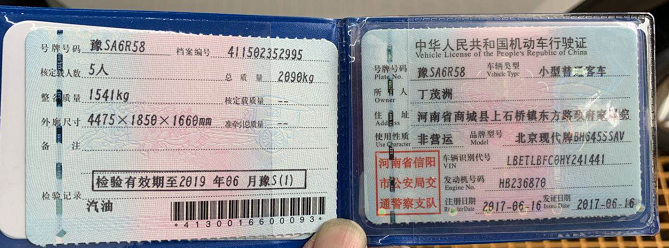 号牌号码 豫SA6R58 档案编号 411502352995
核定载人数 5人 总质量 2090kg
整备质量 1541kg 核定载质量 --
外廓尺寸 4475×1850×1660mm 准牵引总质量 --
备注
检验有效期至2019年06月豫S(1)
检验记录
汽油
*4130016600093*
中华人民共和国机动车行驶证
Vehicle License of the People's Republic of China
号牌号码 豫SA6R58 车辆类型 小型普通客车
Plate No. Vehicle Type
所有人 丁茂洲
Owner
住址 河南省商城县上石桥镇东方路
Address
使用性质 非营运 品牌型号 北京现代牌BH6455SAV
Use Character Model
河南省信阳市公安局交通警察支队
车辆识别代号 LBETLBFC0HY241441
VIN
发动机号码 HB236870
Engine No.
注册日期 2017-06-16 发证日期 2017-06-16
Register Date Issue Date